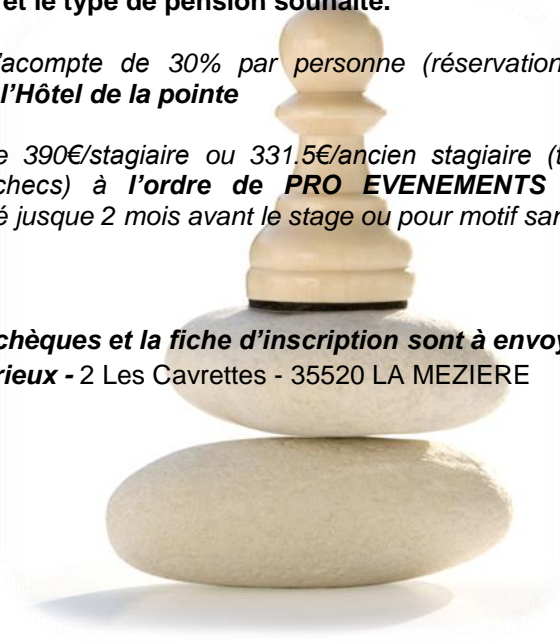 et le type de pension souhaité.
'acompte de 30% par personne (réservation
l'Hôtel de la pointe
e 390€/stagiaire ou 331.5€/ancien stagiaire (
checs) à l'ordre de PRO EVENEMENTS
é jusque 2 mois avant le stage ou pour motif
chèques et la fiche d'inscription sont à
rieux - 2 Les Cavrettes - 35520 LA MEZIERE